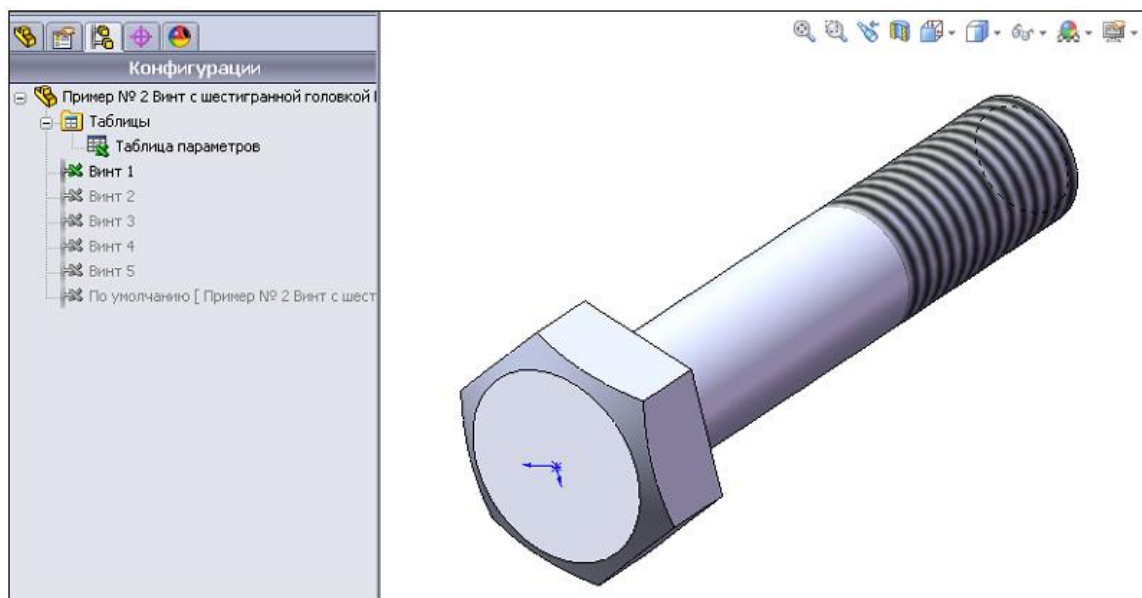 Конфигурации
Пример № 2 Винт с шестигранной головкой
Таблицы
Таблица параметров
Винт 1
Винт 2
Винт 3
Винт 4
Винт 5
По умолчанию [ Пример № 2 Винт с шест